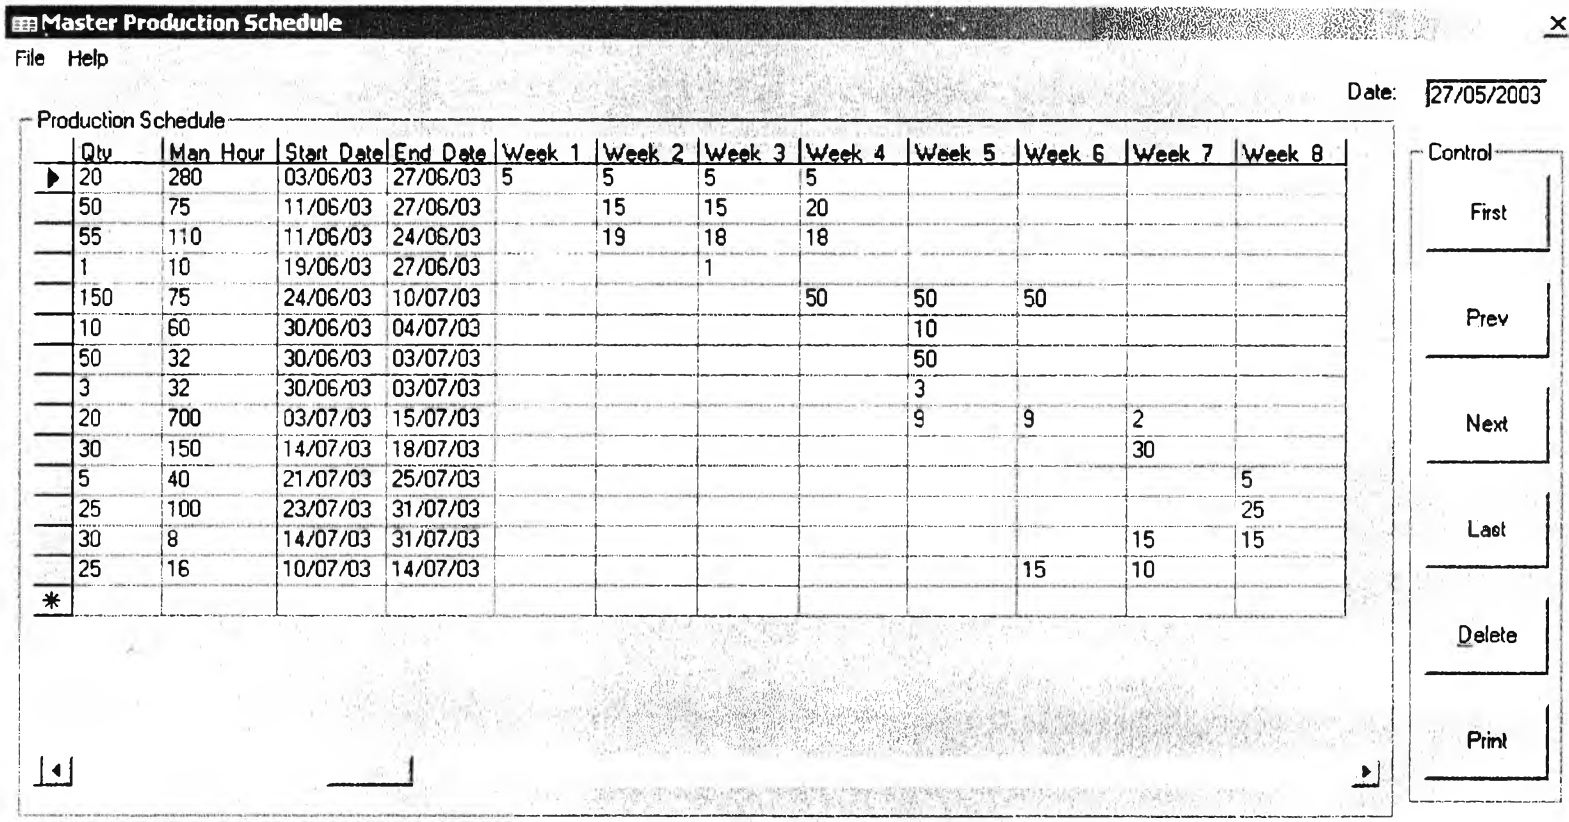 Master Production Schedule
File Help
Date: 27/05/2003
Production Schedule
Qty Man Hour Start Date End Date Week 1 Week 2 Week 3 Week 4 Week 5 Week 6 Week 7 Week 8
20 280 03/06/03 27/06/03 5 5 5 5
50 75 11/06/03 27/06/03 15 15 20
55 110 11/06/03 24/06/03 19 18 18
1 10 19/06/03 27/06/03 1
150 75 24/06/03 10/07/03 50 50 50
10 60 30/06/03 04/07/03 10
50 32 30/06/03 03/07/03 50
3 32 30/06/03 03/07/03 3
20 700 03/07/03 15/07/03 9 9 2
30 150 14/07/03 18/07/03 30
5 40 21/07/03 25/07/03 5
25 100 23/07/03 31/07/03 25
30 8 14/07/03 31/07/03 15 15
25 16 10/07/03 14/07/03 15 10
Control
First
Prev
Next
Last
Delete
Print